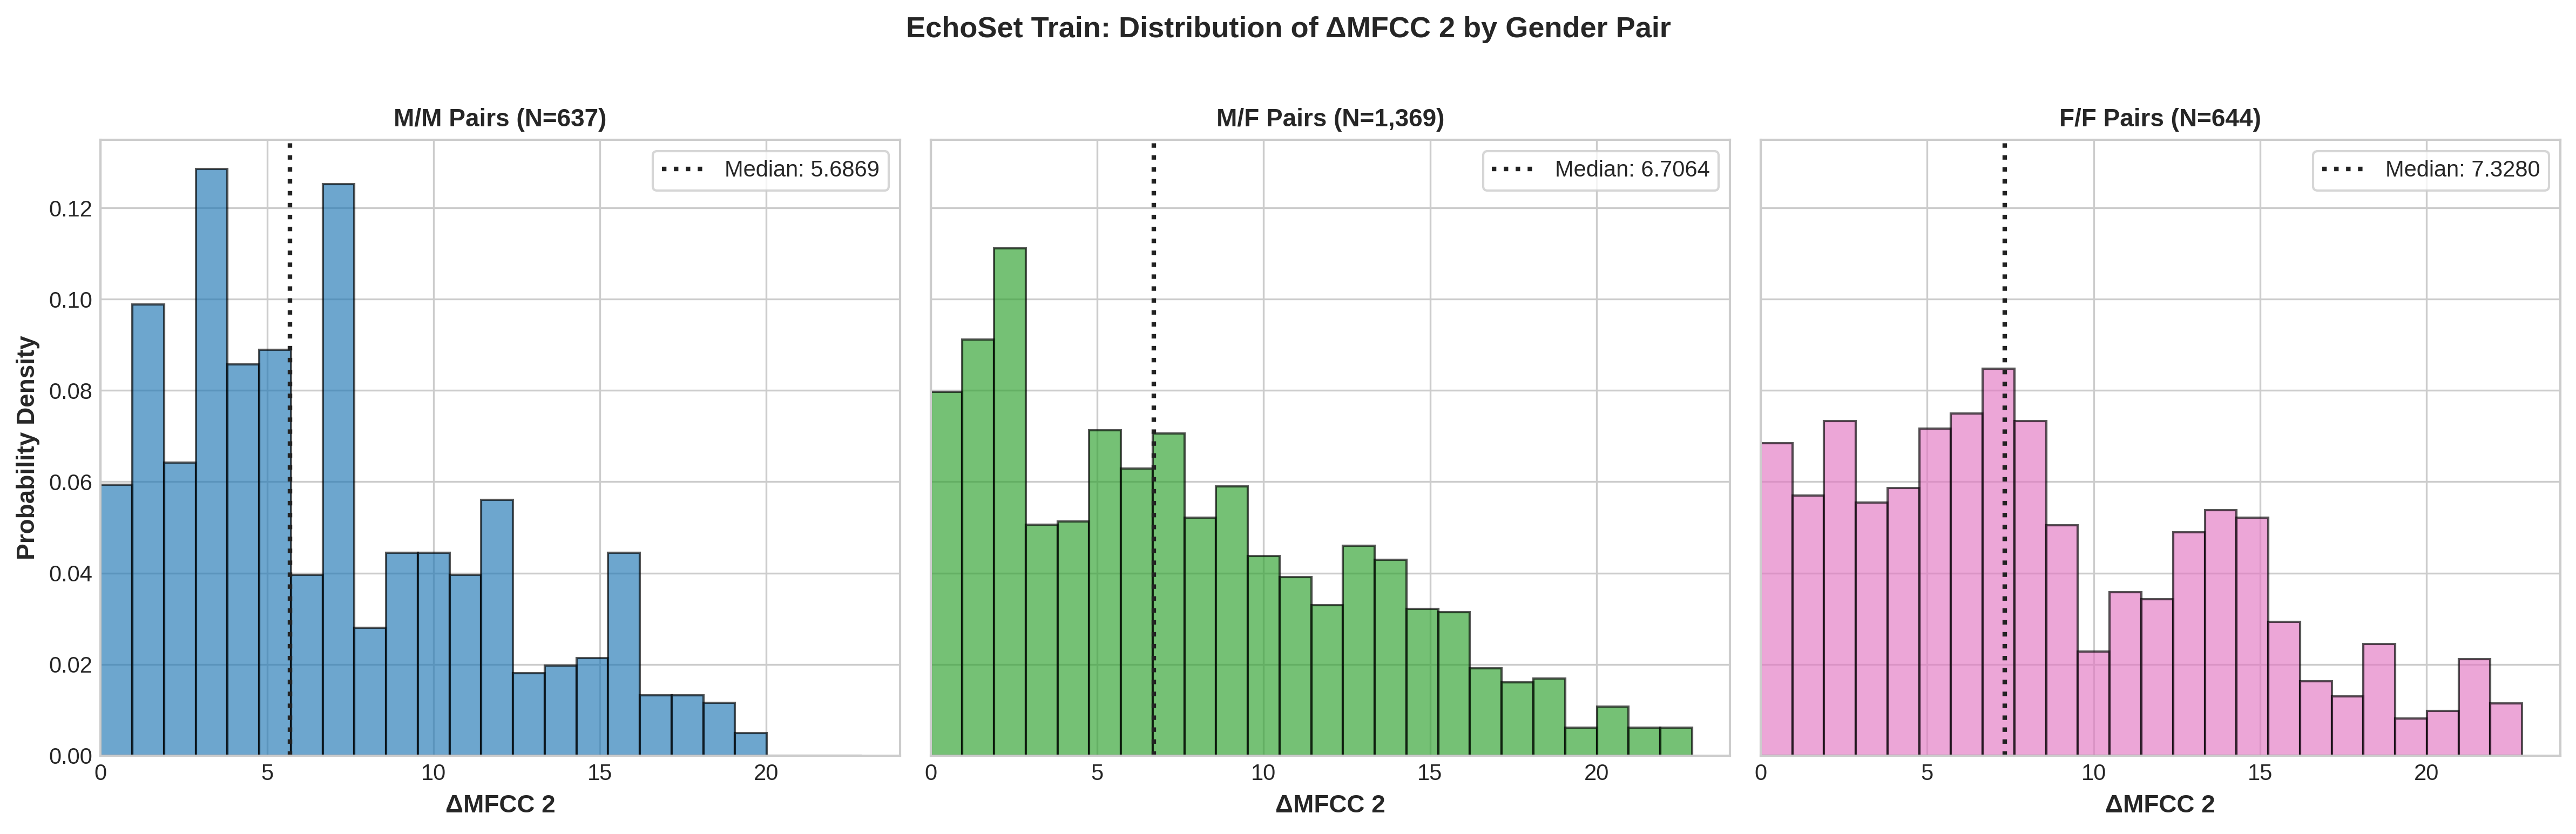 EchoSet Train: Distribution of ΔMFCC 2 by Gender Pair
M/M Pairs (N=637)
Median: 5.6869
Probability Density
0.12
0.10
0.08
0.06
0.04
0.02
0.00
0 5 10 15 20
ΔMFCC 2
M/F Pairs (N=1,369)
Median: 6.7064
0 5 10 15 20
ΔMFCC 2
F/F Pairs (N=644)
Median: 7.3280
0 5 10 15 20
ΔMFCC 2